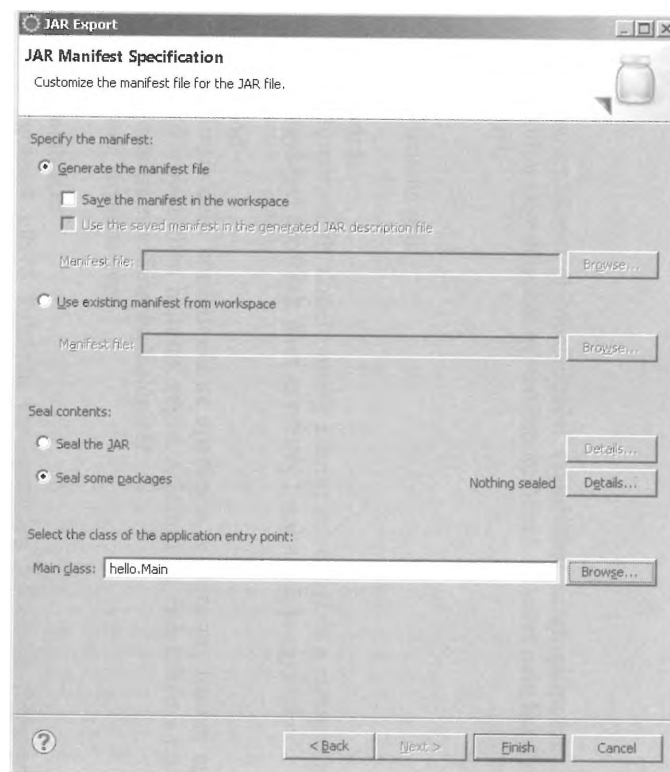 JAR Export
JAR Manifest Specification
Customize the manifest file for the JAR file.
Specify the manifest:
Generate the manifest file
Save the manifest in the workspace
Use the saved manifest in the generated JAR description file
Manifest file:
Browse...
Use existing manifest from workspace
Manifest file:
Browse...
Seal contents:
Seal the JAR
Details...
Seal some packages
Nothing sealed
Details...
Select the class of the application entry point:
Main class: hello.Main
Browse...
?
< Back
Next >
Finish
Cancel